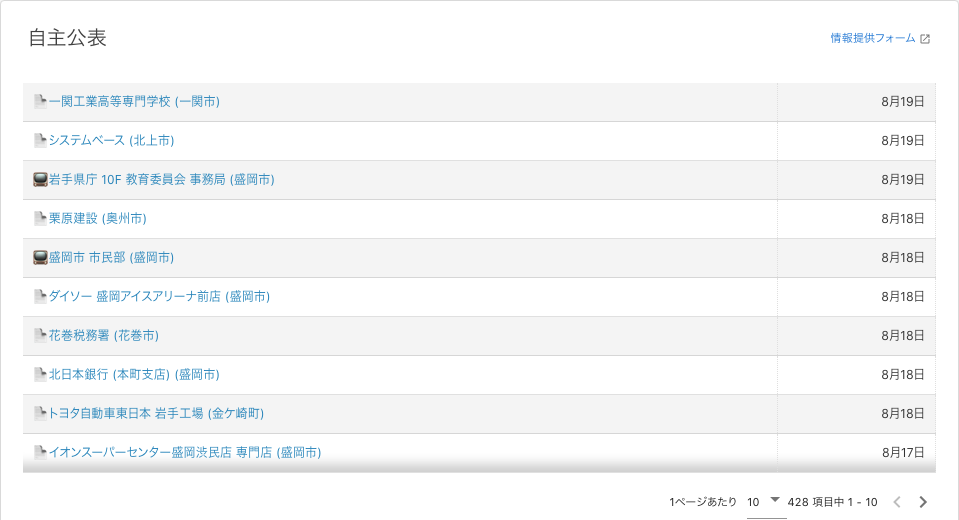 自主公表
情報提供フォーム
一関工業高等専門学校 (一関市) 8月19日
システムベース (北上市) 8月19日
岩手県庁 10F 教育委員会 事務局 (盛岡市) 8月19日
栗原建設 (奥州市) 8月18日
盛岡市 市民部 (盛岡市) 8月18日
ダイソー 盛岡アイスアリーナ前店 (盛岡市) 8月18日
花巻税務署 (花巻市) 8月18日
北日本銀行 (本町支店) (盛岡市) 8月18日
トヨタ自動車東日本 岩手工場 (金ケ崎町) 8月18日
イオンスーパーセンター盛岡渋民店 専門店 (盛岡市) 8月17日
1ページあたり 10 428 項目中 1 - 10